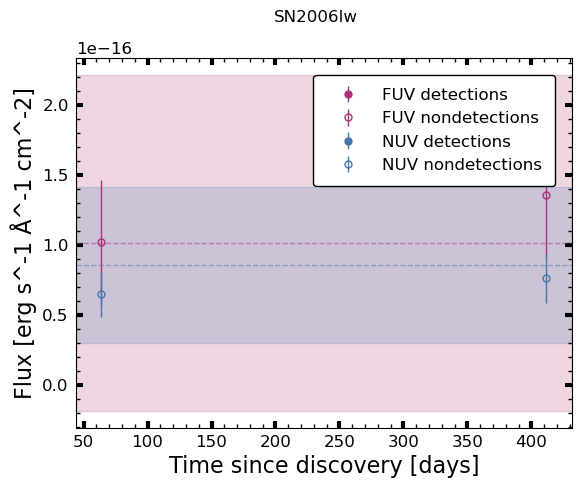 SN2006lw
1e−16
FUV detections
FUV nondetections
NUV detections
NUV nondetections
2.0
1.5
1.0
0.5
0.0
Flux [erg s^-1 Å^-1 cm^-2]
50 100 150 200 250 300 350 400
Time since discovery [days]